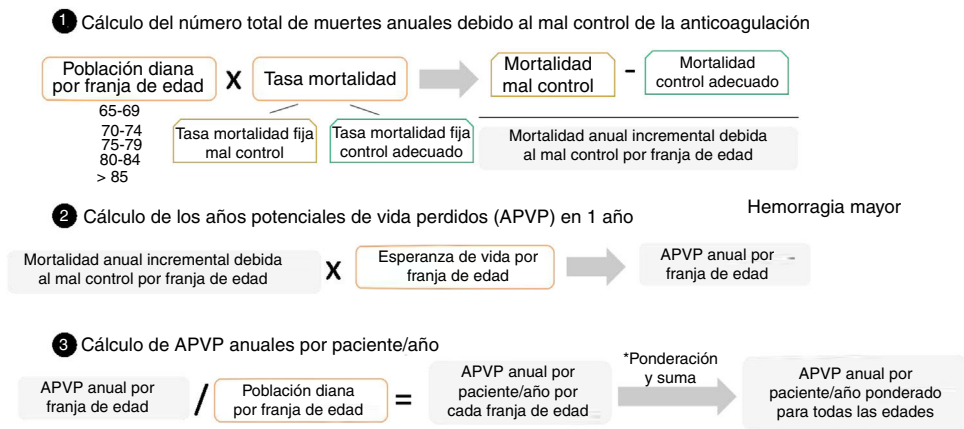 1 Cálculo del número total de muertes anuales debido al mal control de la anticoagulación
Población diana
por franja de edad
X
Tasa mortalidad
Mortalidad
mal control
-
Mortalidad
control adecuado
65-69
70-74
75-79
80-84
> 85
Tasa mortalidad fija
mal control
Tasa mortalidad fija
control adecuado
Mortalidad anual incremental debida
al mal control por franja de edad
2 Cálculo de los años potenciales de vida perdidos (APVP) en 1 año
Hemorragia mayor
Mortalidad anual incremental debida
al mal control por franja de edad
X
Esperanza de vida por
franja de edad
APVP anual por
franja de edad
3 Cálculo de APVP anuales por paciente/año
APVP anual por
franja de edad
/
Población diana
por franja de edad
=
APVP anual por
paciente/año por
cada franja de edad
*Ponderación
y suma
APVP anual por
paciente/año ponderado
para todas las edades